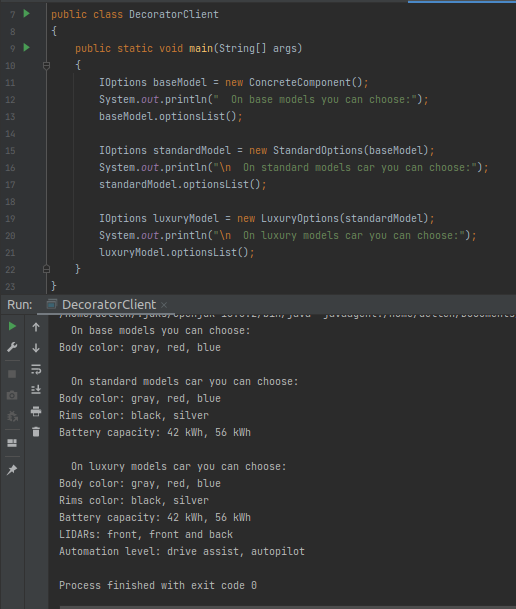 7 public class DecoratorClient
8 {
9 public static void main(String[] args)
10 {
11 IOptions baseModel = new ConcreteComponent();
12 System.out.println("  On base models you can choose:");
13 baseModel.optionsList();
14
15 IOptions standardModel = new StandardOptions(baseModel);
16 System.out.println("\n  On standard models car you can choose:");
17 standardModel.optionsList();
18
19 IOptions luxuryModel = new LuxuryOptions(standardModel);
20 System.out.println("\n  On luxury models car you can choose:");
21 luxuryModel.optionsList();
22 }
23 }
Run: DecoratorClient ×
On base models you can choose:
Body color: gray, red, blue
On standard models car you can choose:
Body color: gray, red, blue
Rims color: black, silver
Battery capacity: 42 kWh, 56 kWh
On luxury models car you can choose:
Body color: gray, red, blue
Rims color: black, silver
Battery capacity: 42 kWh, 56 kWh
LIDARs: front, front and back
Automation level: drive assist, autopilot
Process finished with exit code 0